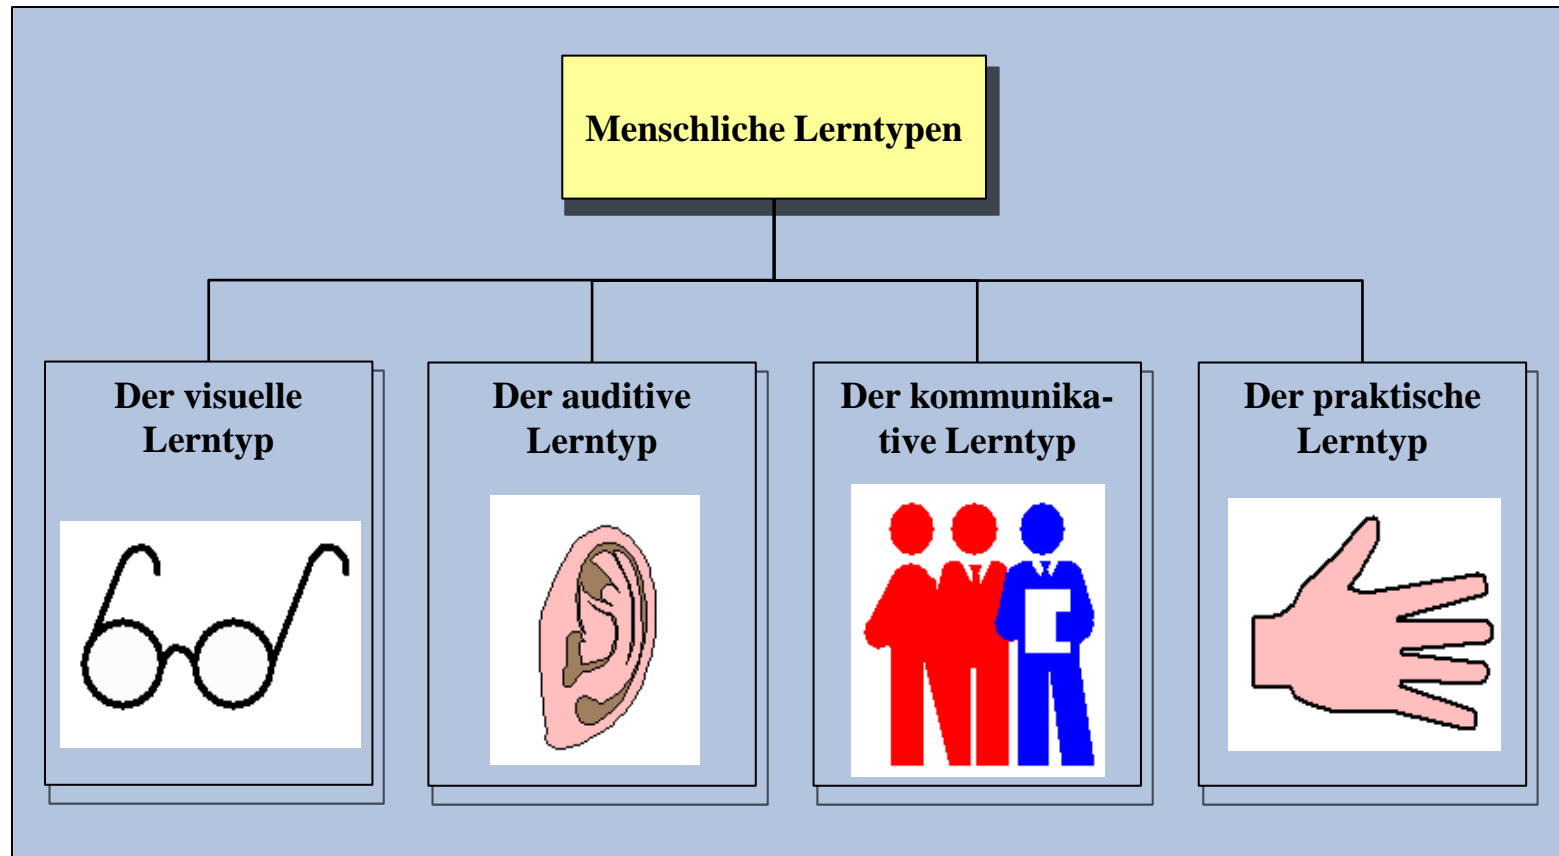 Menschliche Lerntypen
Der visuelle
Lerntyp
Der auditive
Lerntyp
Der kommunika-
tive Lerntyp
Der praktische
Lerntyp